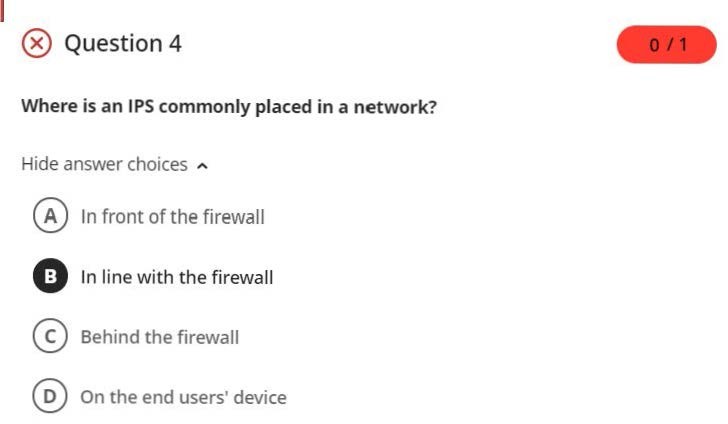 Question 4
0 / 1
Where is an IPS commonly placed in a network?
Hide answer choices
A In front of the firewall
B In line with the firewall
C Behind the firewall
D On the end users' device